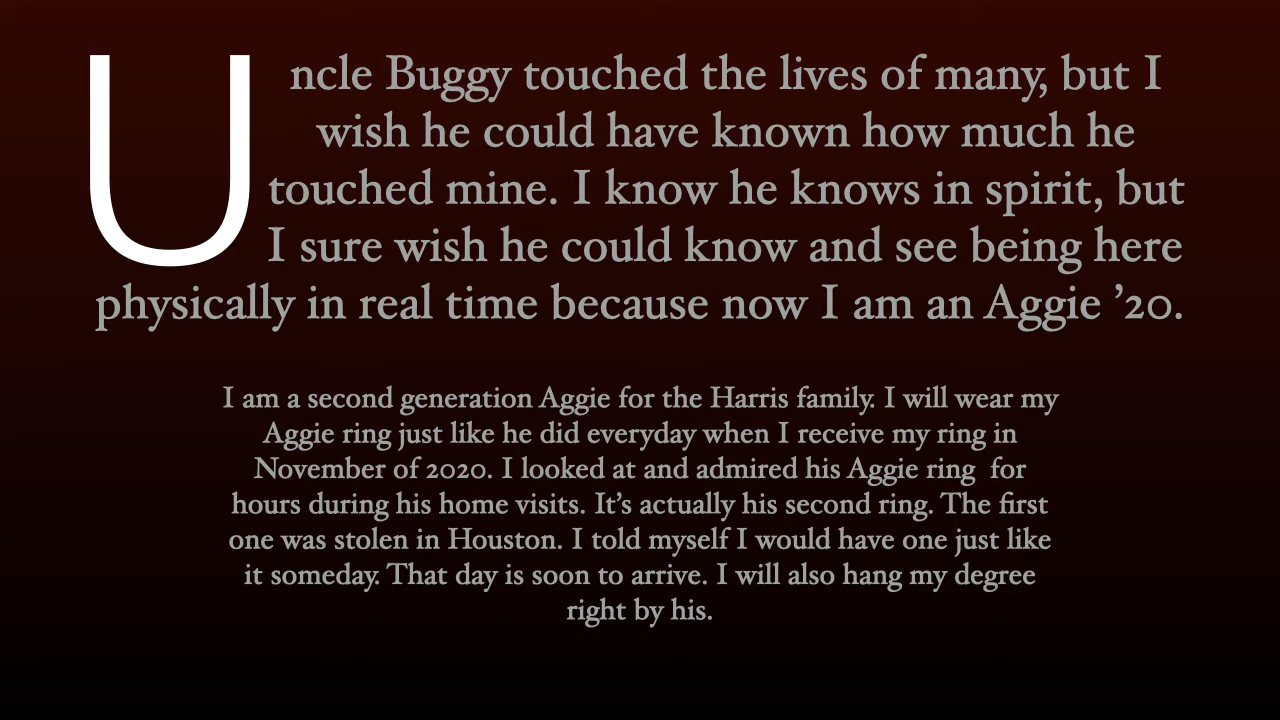 Uncle Buggy touched the lives of many, but I
wish he could have known how much he
touched mine. I know he knows in spirit, but
I sure wish he could know and see being here
physically in real time because now I am an Aggie ’20.
I am a second generation Aggie for the Harris family. I will wear my
Aggie ring just like he did everyday when I receive my ring in
November of 2020. I looked at and admired his Aggie ring  for
hours during his home visits. It’s actually his second ring. The first
one was stolen in Houston. I told myself I would have one just like
it someday. That day is soon to arrive. I will also hang my degree
right by his.